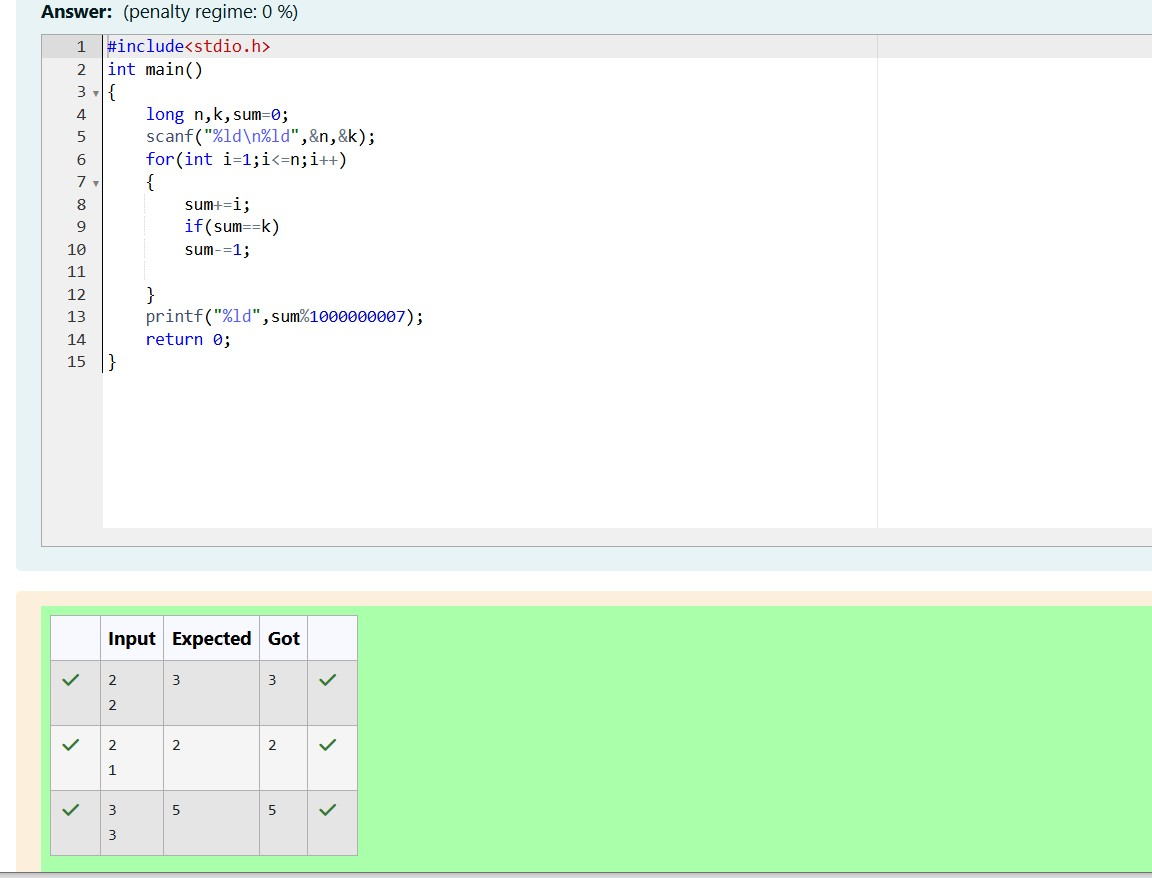 Answer: (penalty regime: 0 %)
1 #include<stdio.h>
2 int main()
3 {
4     long n,k,sum=0;
5     scanf("%ld\n%ld",&n,&k);
6     for(int i=1;i<=n;i++)
7     {
8         sum+=i;
9         if(sum==k)
10         sum-=1;
11
12     }
13     printf("%ld",sum%1000000007);
14     return 0;
15 }
Input Expected Got
2 3 3
2
2 2 2
1
3 5 5
3